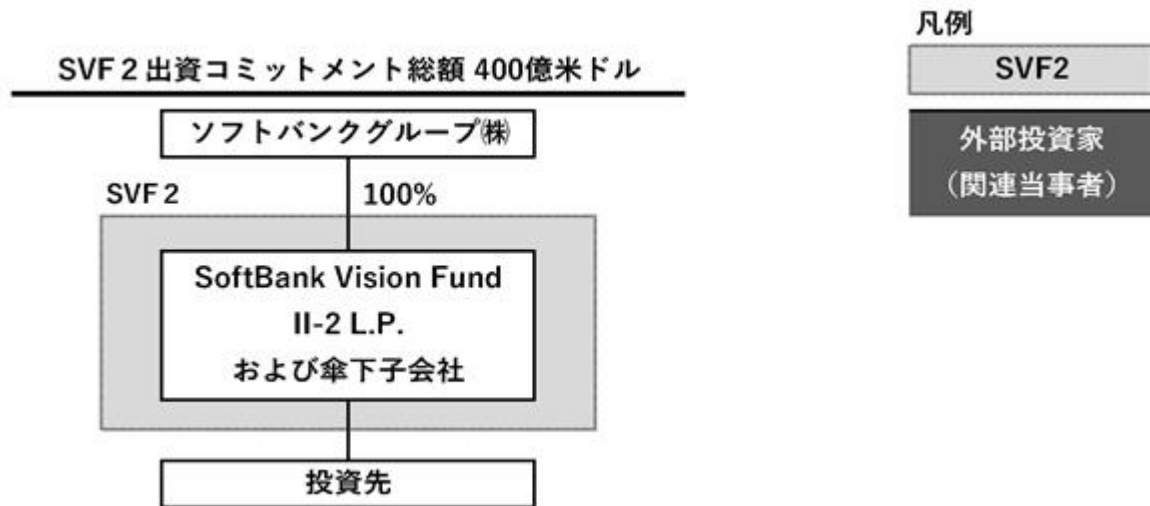 凡例
SVF2出資コミットメント総額 400億米ドル
SVF2
ソフトバンクグループ㈱
外部投資家
(関連当事者)
SVF2
100%
SoftBank Vision Fund
II-2 L.P.
および傘下子会社
投資先